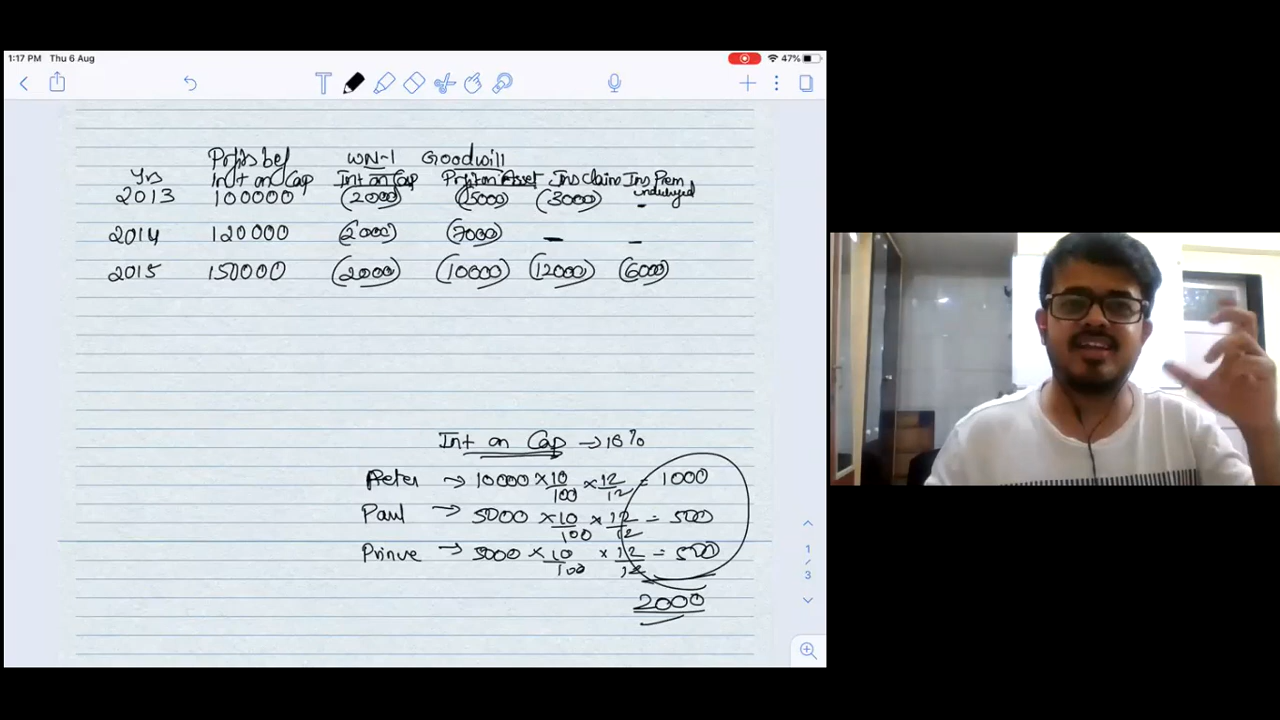 1:17 PM Thu 6 Aug
47%
T
WN-1 Goodwill
Yrs Profits bef Int on Cap Int on Cap Profit on Asset Ins Claim Ins Prem undulyed
2013 100000 (2000) (5000) (3000) -
2014 120000 (2000) (7000) - -
2015 150000 (2000) (10000) (12000) (6000)
Int on Cap → 10%
Peter → 10000 × 10/100 × 12/12 = 1000
Paul → 5000 × 10/100 × 12/12 = 500
Prince → 5000 × 10/100 × 12/12 = 500
2000
1
/
3